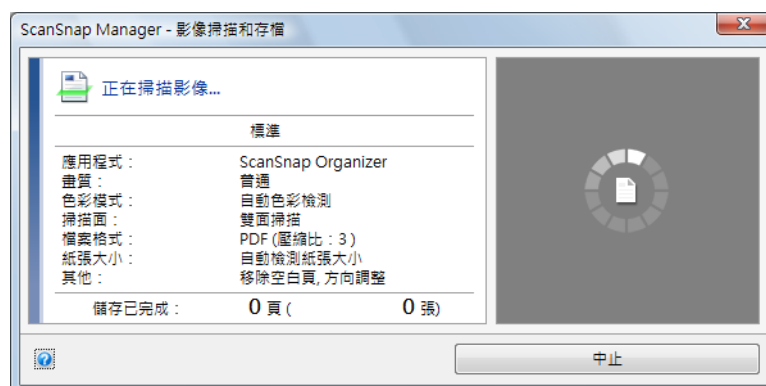 ScanSnap Manager - 影像掃描和存檔
正在掃描影像...
標準
應用程式： ScanSnap Organizer
畫質： 普通
色彩模式： 自動色彩檢測
掃描面： 雙面掃描
檔案格式： PDF (壓縮比：3 )
紙張大小： 自動檢測紙張大小
其他： 移除空白頁, 方向調整
儲存已完成： 0 頁 ( 0 張)
中止